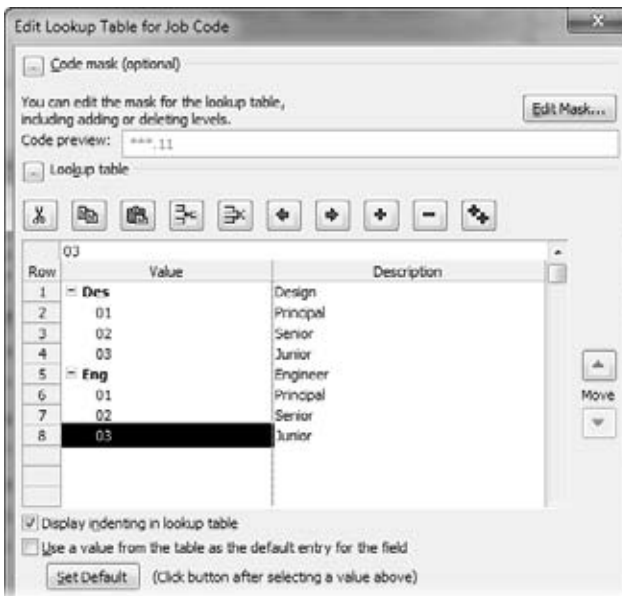 Edit Lookup Table for Job Code
Code mask (optional)
You can edit the mask for the lookup table,
including adding or deleting levels.
Edit Mask...
Code preview: ***.11
Lookup table
03
Row Value Description
1 Des Design
2 01 Principal
3 02 Senior
4 03 Junior
5 Eng Engineer
6 01 Principal
7 02 Senior
8 03 Junior
Move
Display indenting in lookup table
Use a value from the table as the default entry for the field
Set Default (Click button after selecting a value above)